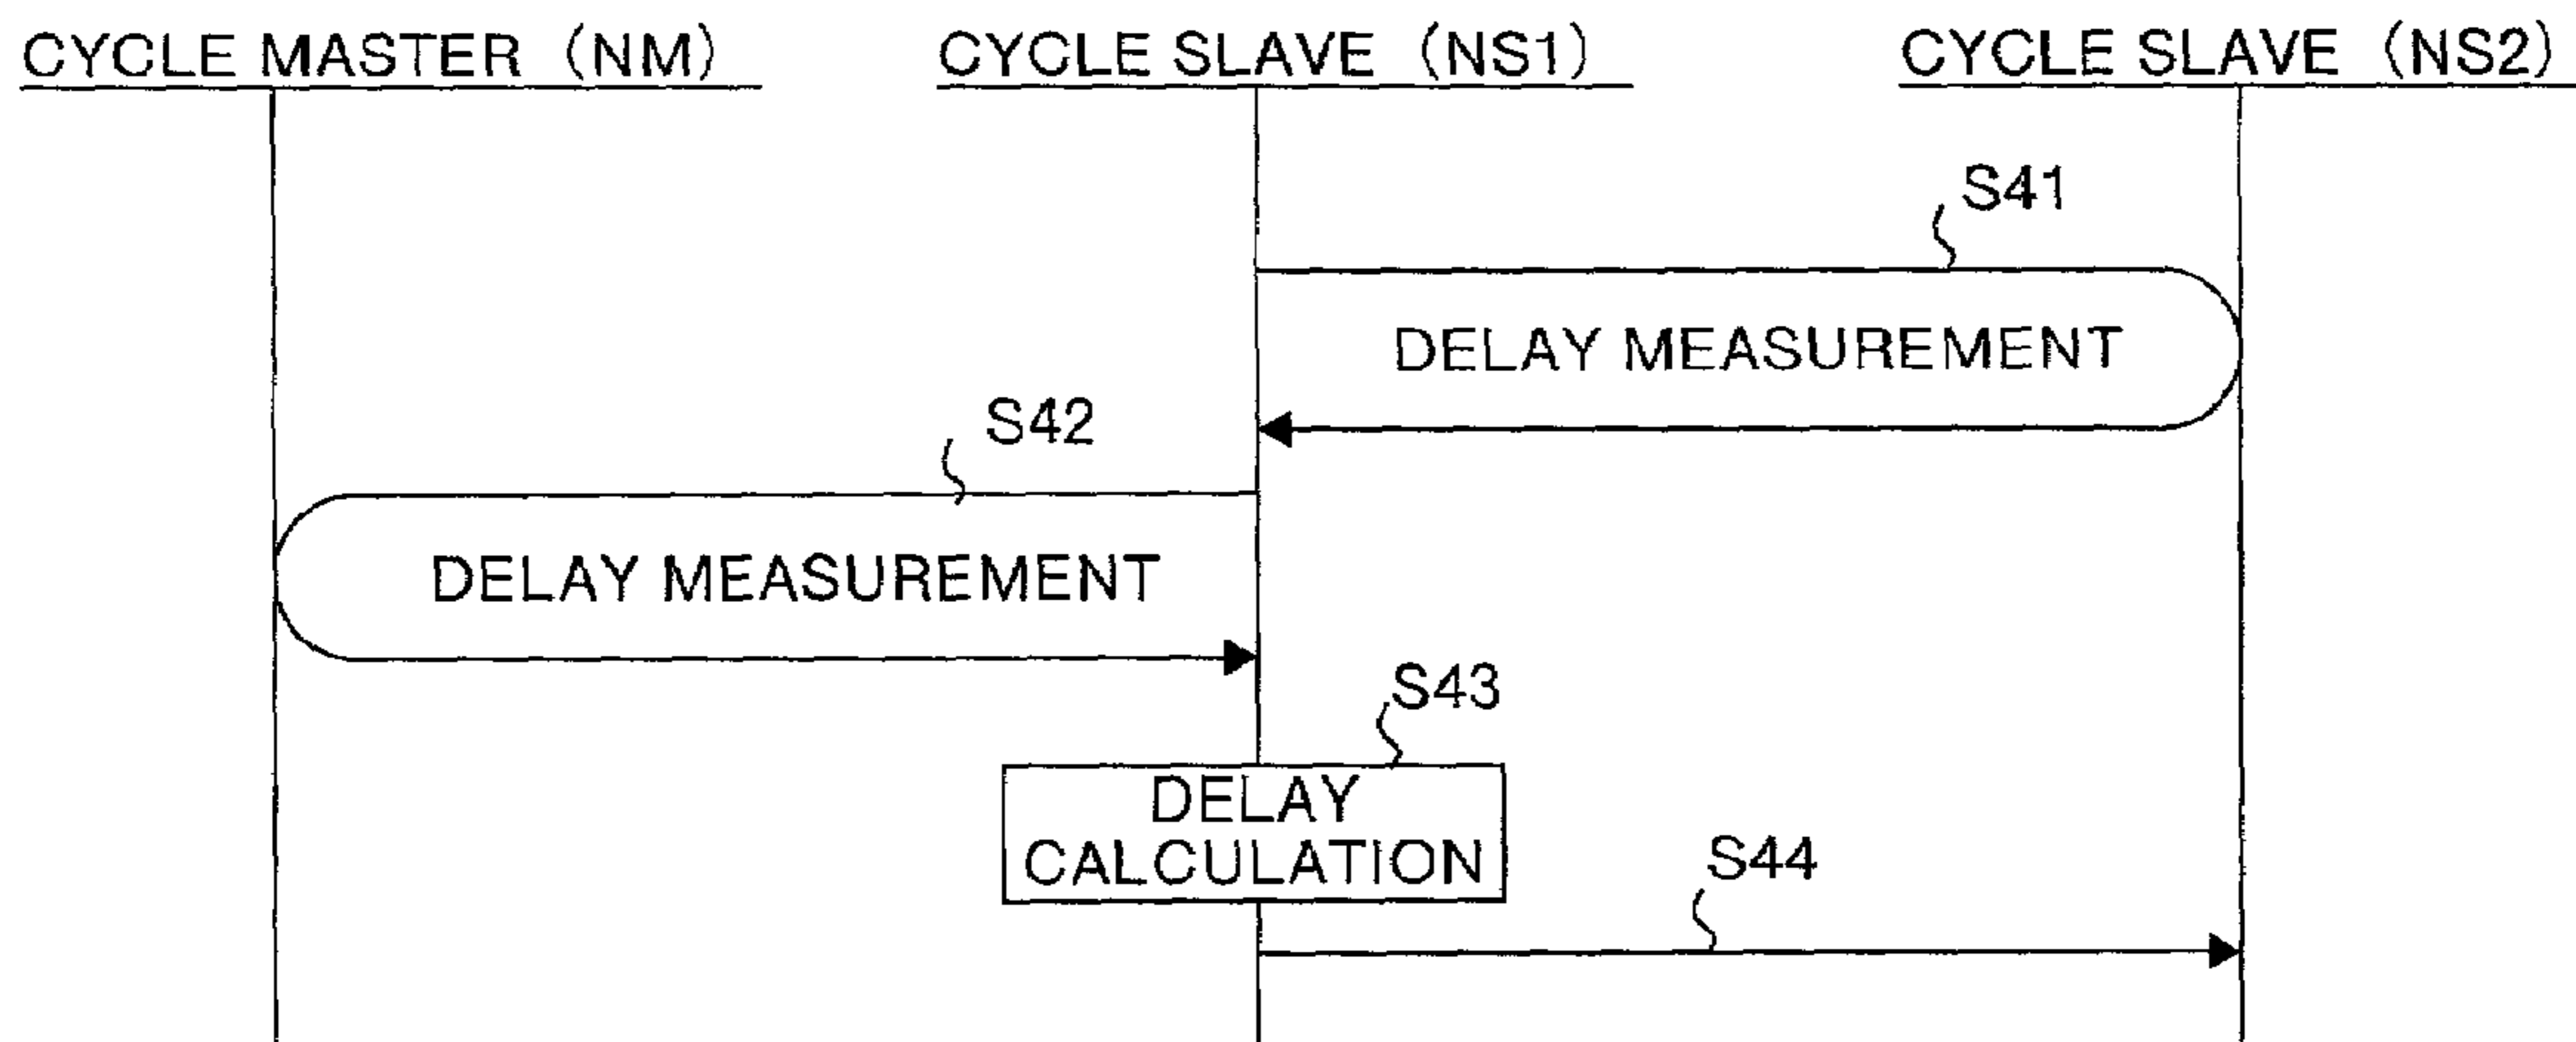 CYCLE MASTER (NM)
CYCLE SLAVE (NS1)
CYCLE SLAVE (NS2)
S41
DELAY MEASUREMENT
S42
DELAY MEASUREMENT
S43
DELAY
CALCULATION
S44